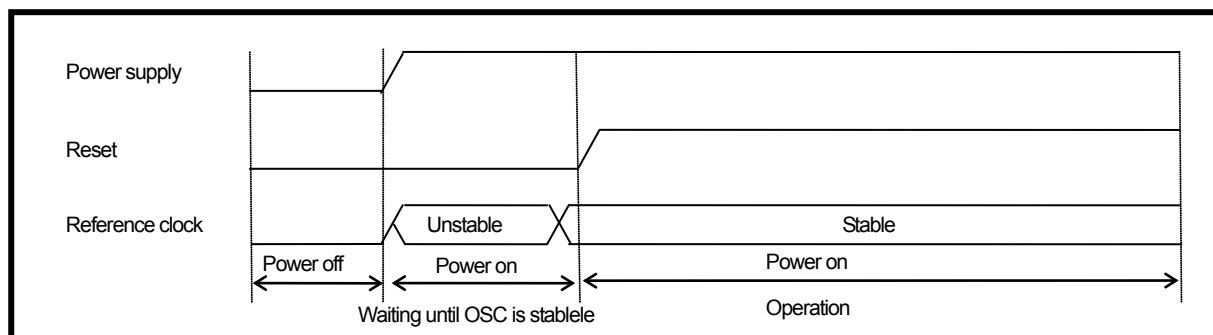 Power supply
Reset
Reference clock
Unstable
Stable
Power off
Power on
Power on
Waiting until OSC is stablele
Operation